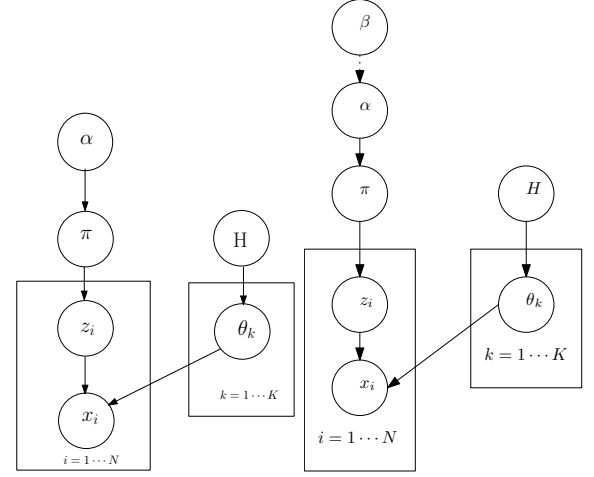 α
π
z_i
x_i
i = 1 ⋯ N
H
θ_k
k = 1 ⋯ K
β
α
π
z_i
x_i
i = 1 ⋯ N
H
θ_k
k = 1 ⋯ K